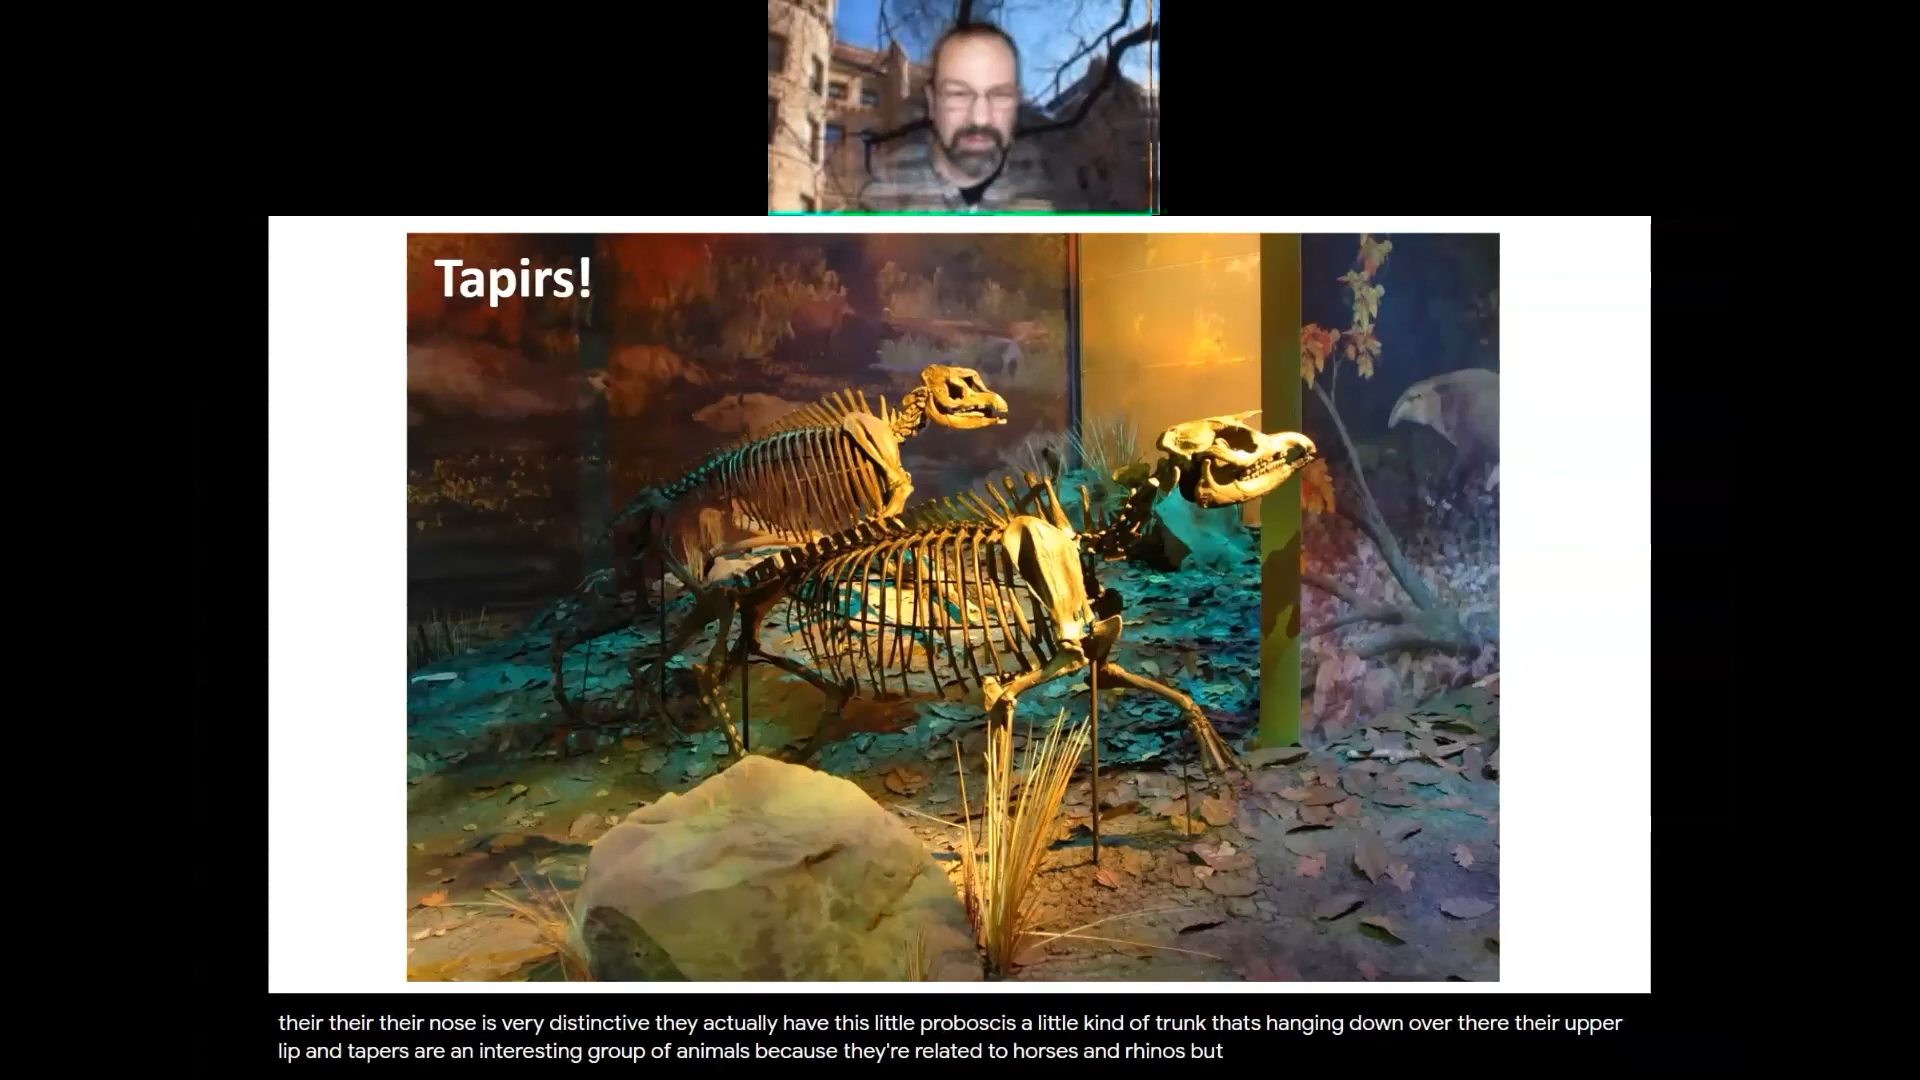 Tapirs!
their their their nose is very distinctive they actually have this little proboscis a little kind of trunk thats hanging down over there their upper
lip and tapers are an interesting group of animals because they're related to horses and rhinos but